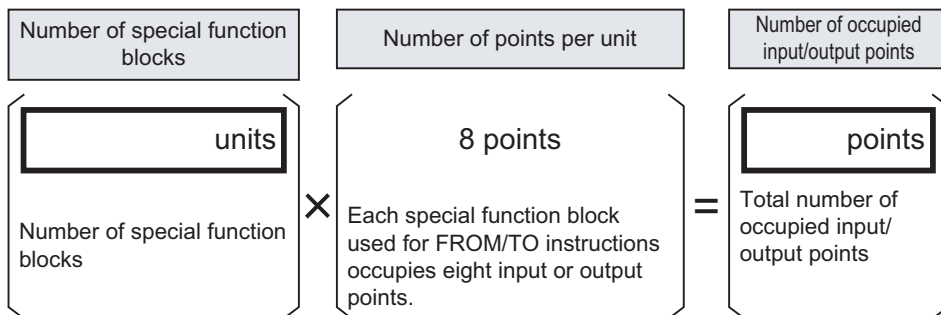 Number of special function
blocks
Number of points per unit
Number of occupied
input/output points
units
Number of special function
blocks
×
8 points
Each special function block
used for FROM/TO instructions
occupies eight input or output
points.
=
points
Total number of
occupied input/
output points